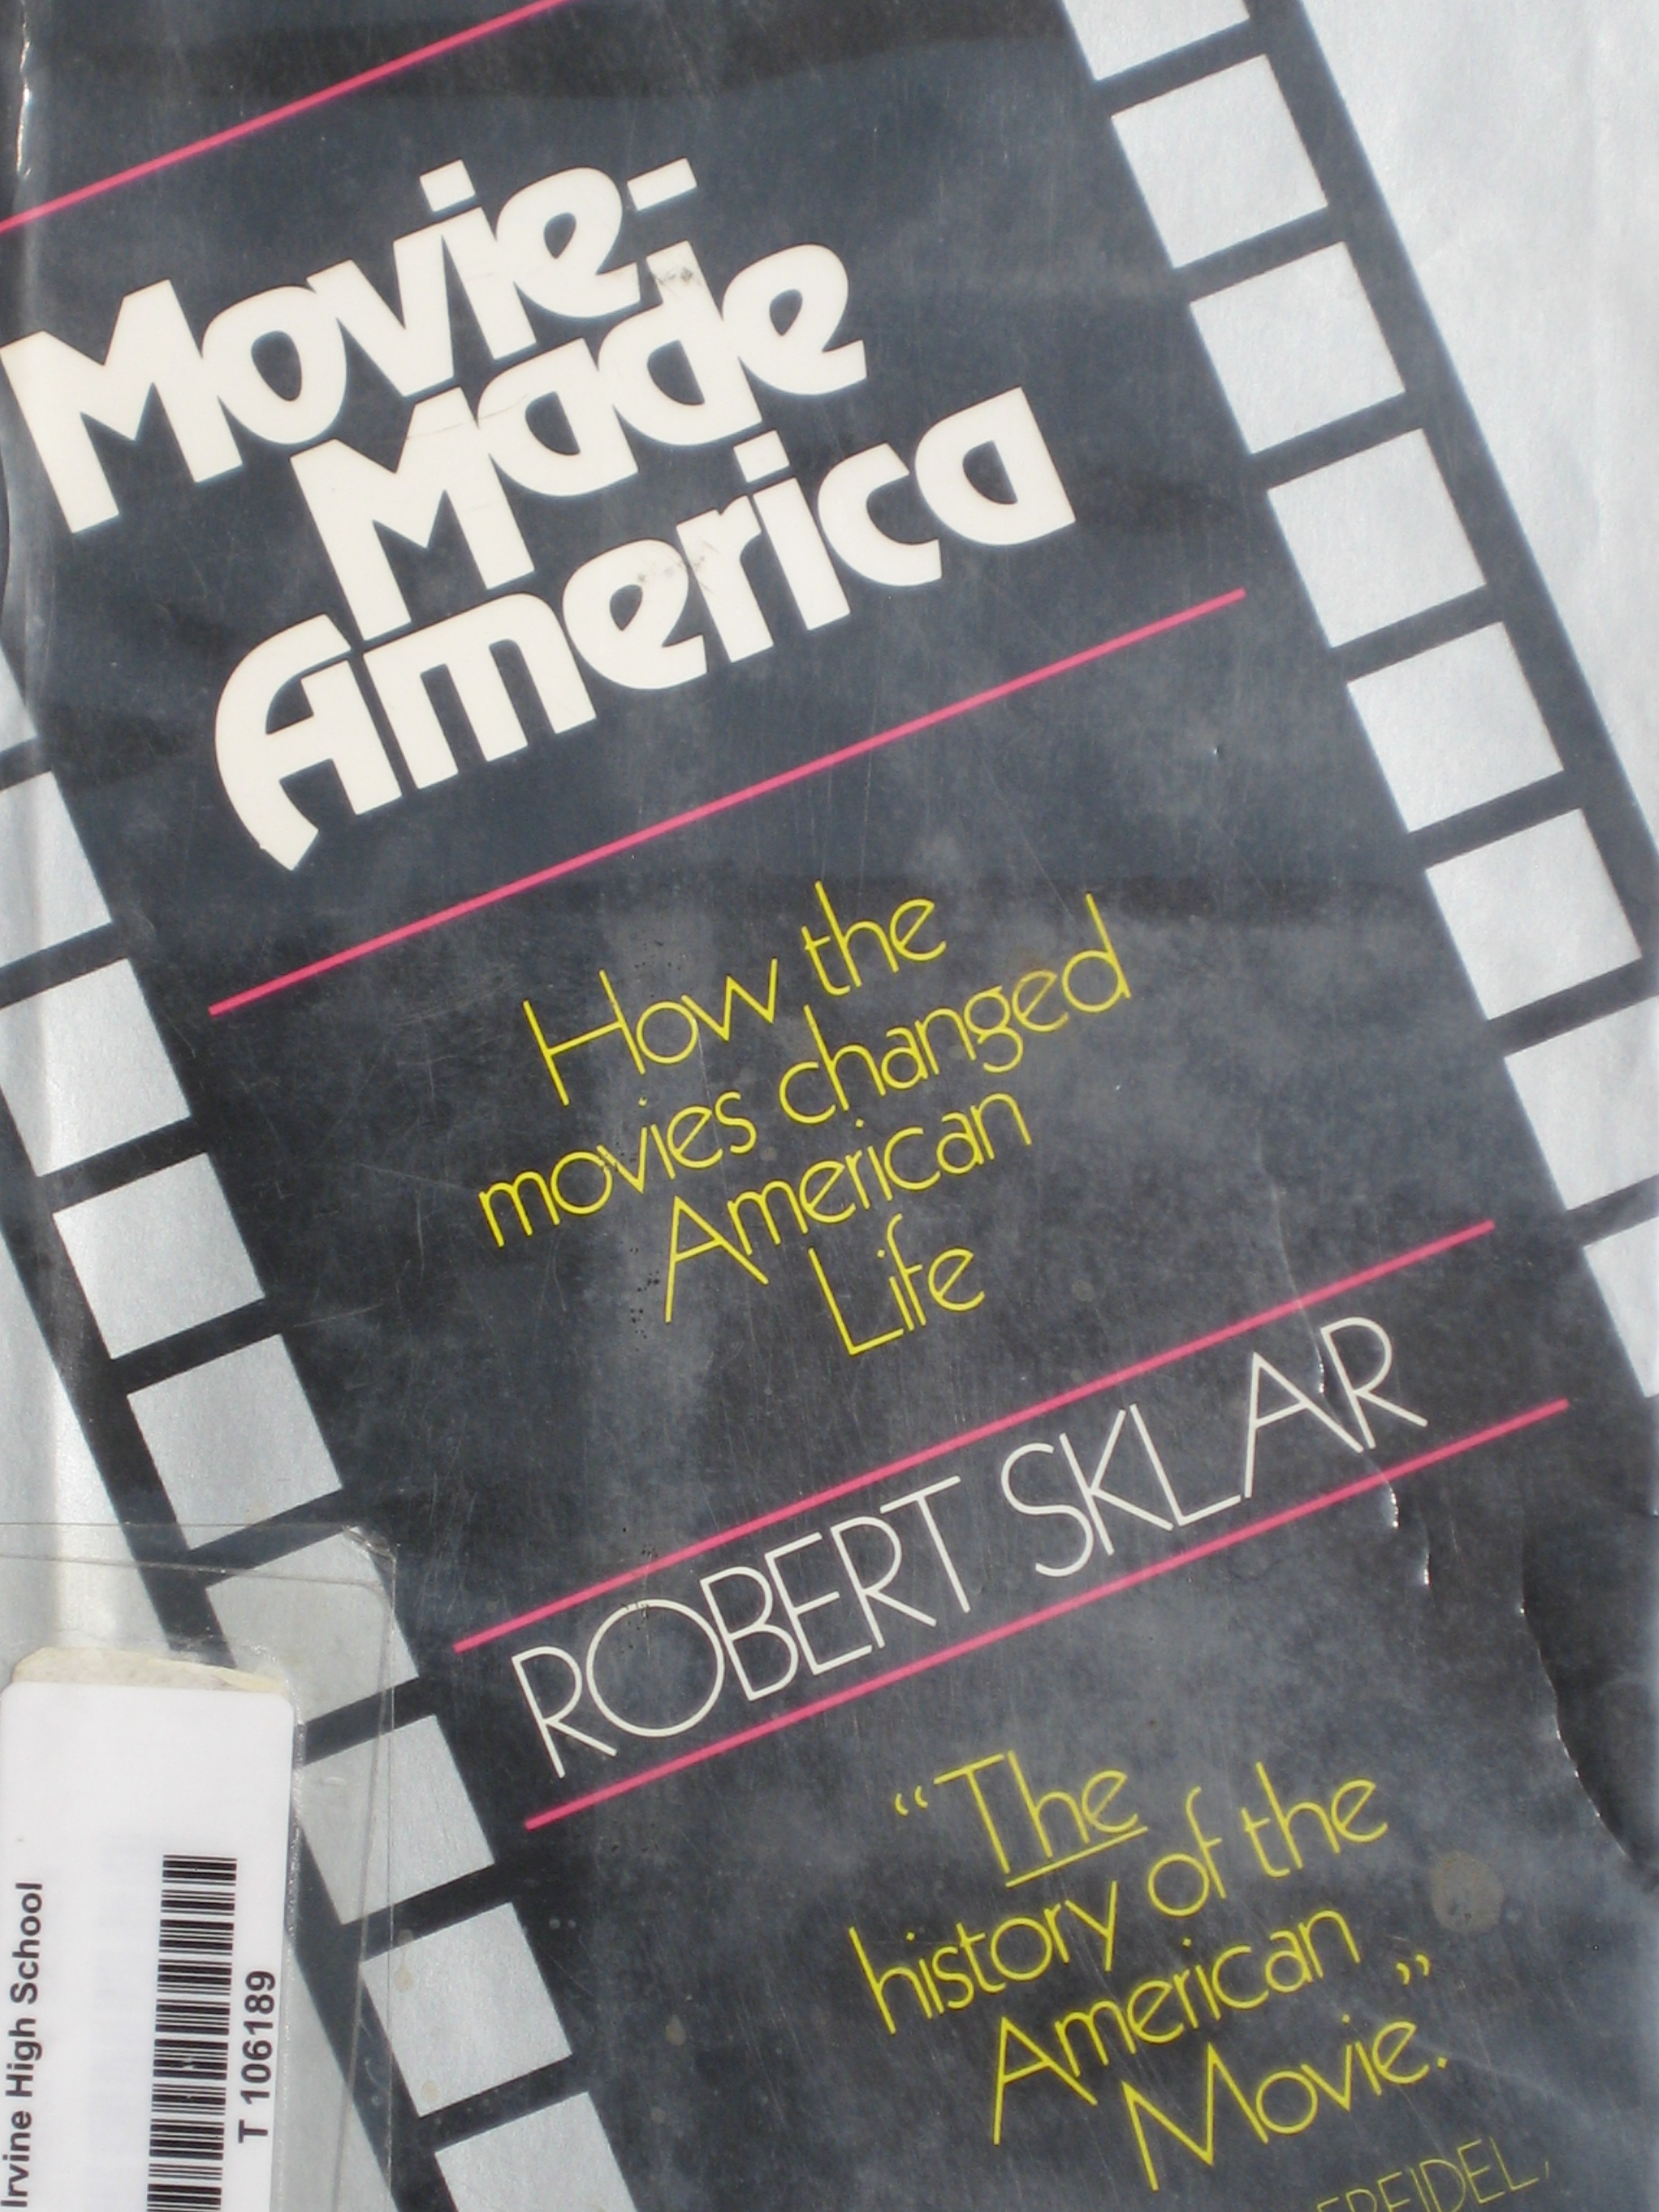 Movie-
Made
America
How the
movies changed
American
Life
ROBERT SKLAR
"The
history of the
American
Movie."
FREIDEL,
Irvine High School
T 106189